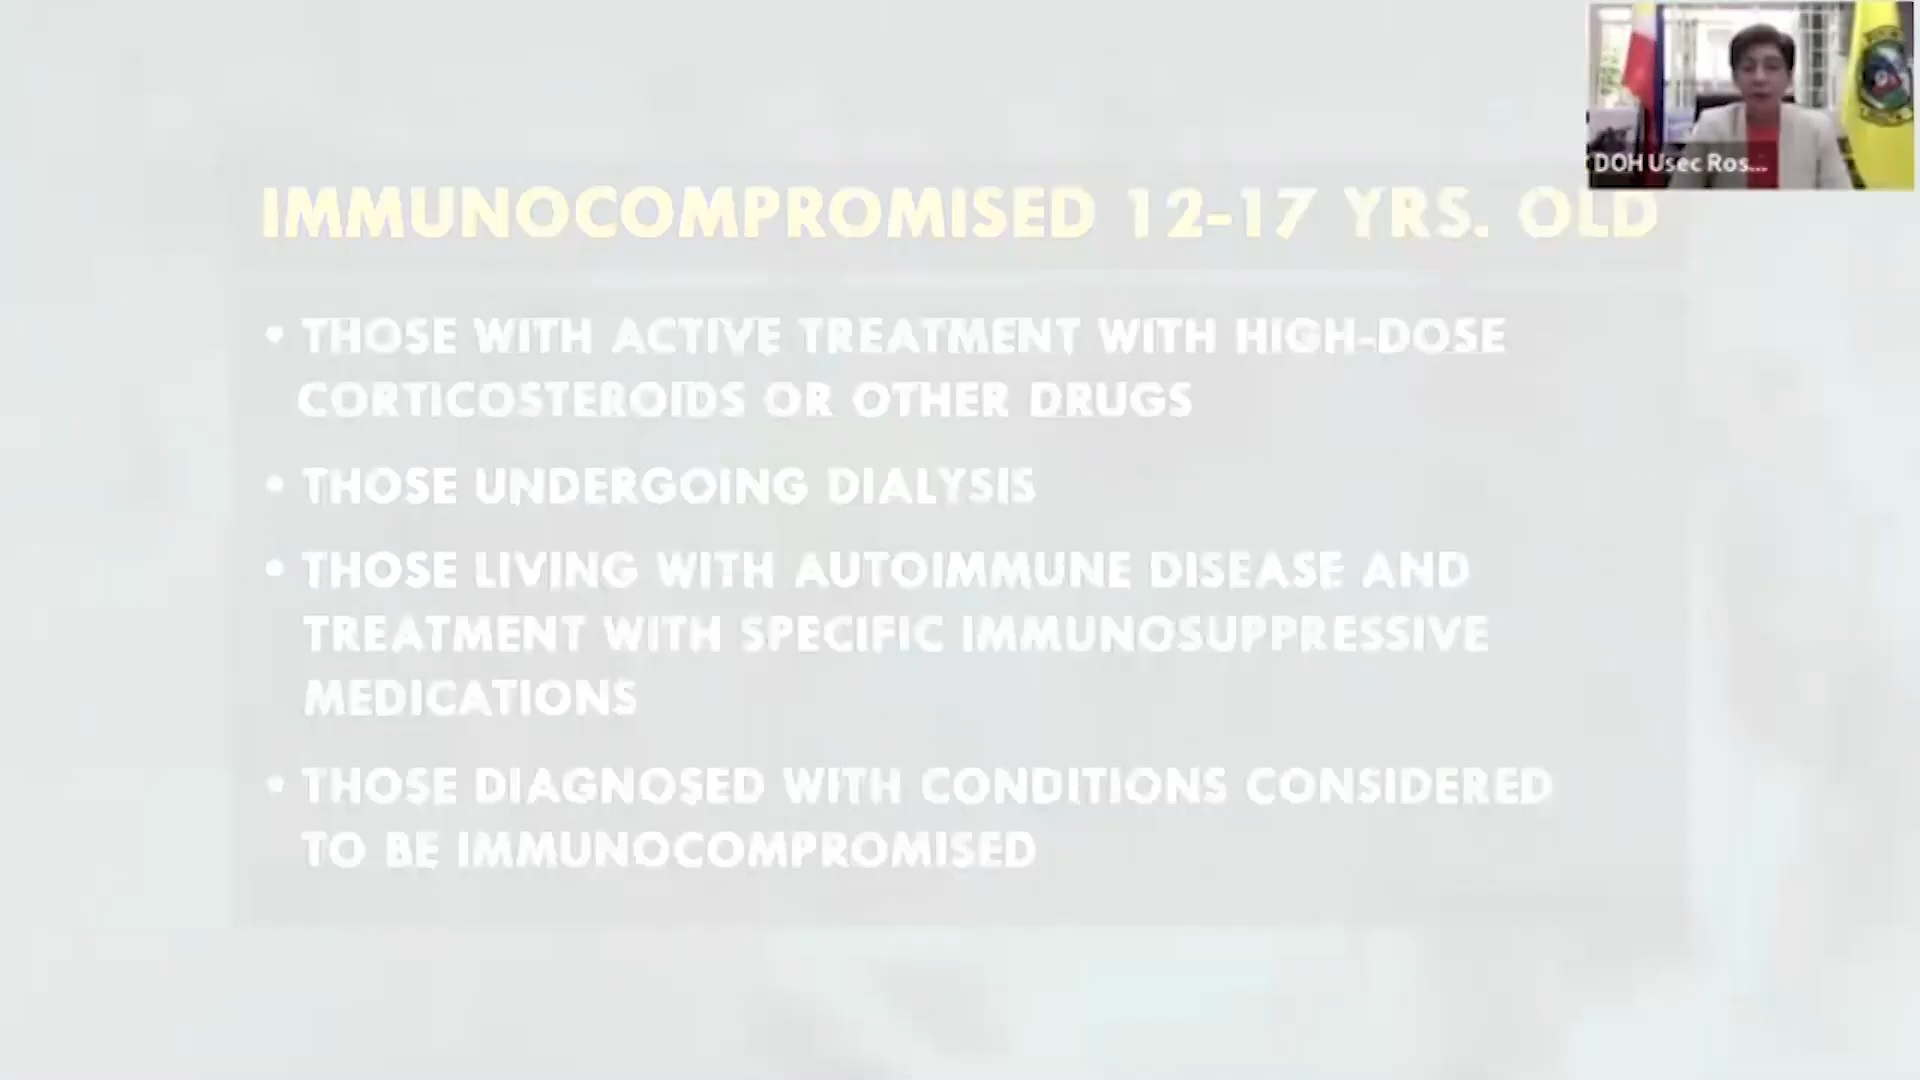 DOH Usec Ros...
IMMUNOCOMPROMISED 12-17 YRS. OLD
• THOSE WITH ACTIVE TREATMENT WITH HIGH-DOSE
CORTICOSTEROIDS OR OTHER DRUGS
• THOSE UNDERGOING DIALYSIS
• THOSE LIVING WITH AUTOIMMUNE DISEASE AND
TREATMENT WITH SPECIFIC IMMUNOSUPPRESSIVE
MEDICATIONS
• THOSE DIAGNOSED WITH CONDITIONS CONSIDERED
TO BE IMMUNOCOMPROMISED